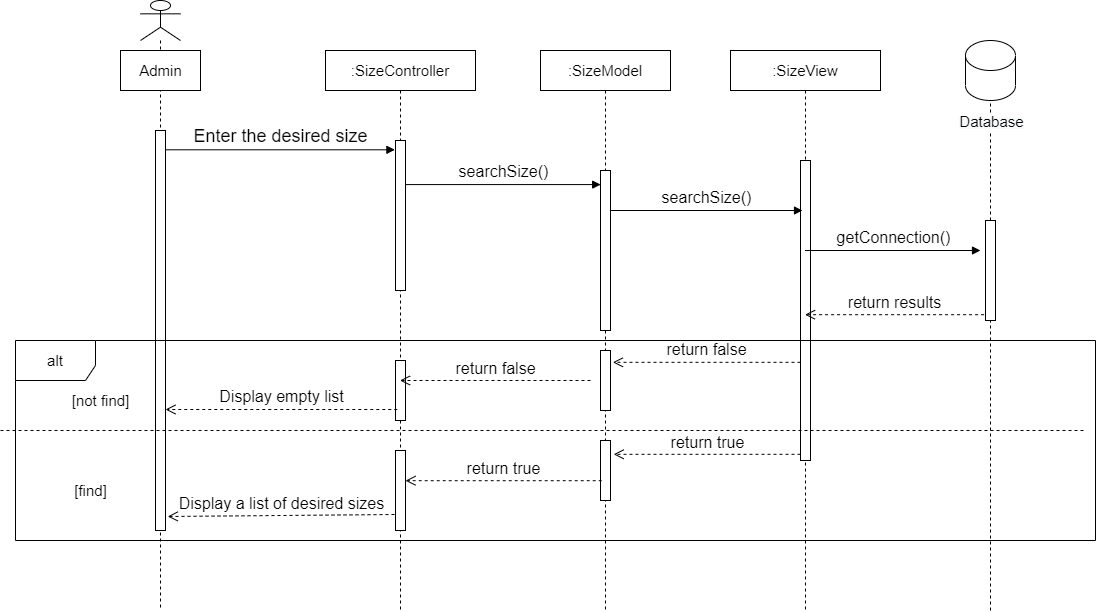 Admin
:SizeController
:SizeModel
:SizeView
Database
Enter the desired size
searchSize()
searchSize()
getConnection()
return results
alt
return false
return false
Display empty list
[not find]
return true
return true
[find]
Display a list of desired sizes